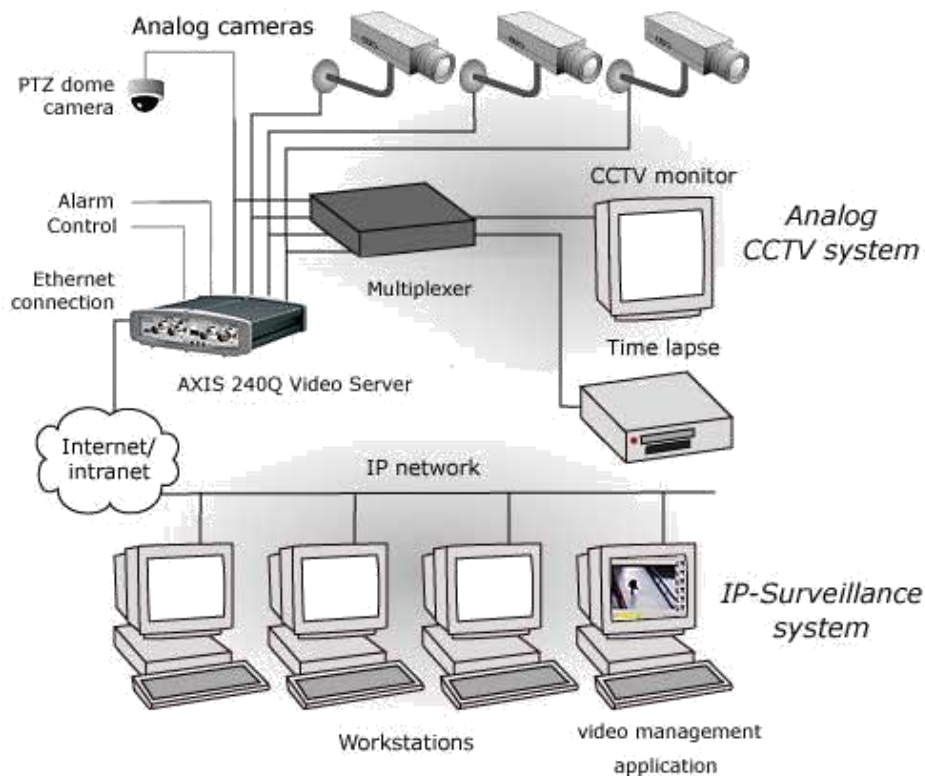 Analog cameras
PTZ dome
camera
Alarm
Control
Ethernet
connection
CCTV monitor
Analog
CCTV system
Multiplexer
Time lapse
AXIS 240Q Video Server
Internet/
intranet
IP network
IP-Surveillance
system
Workstations
video management
application